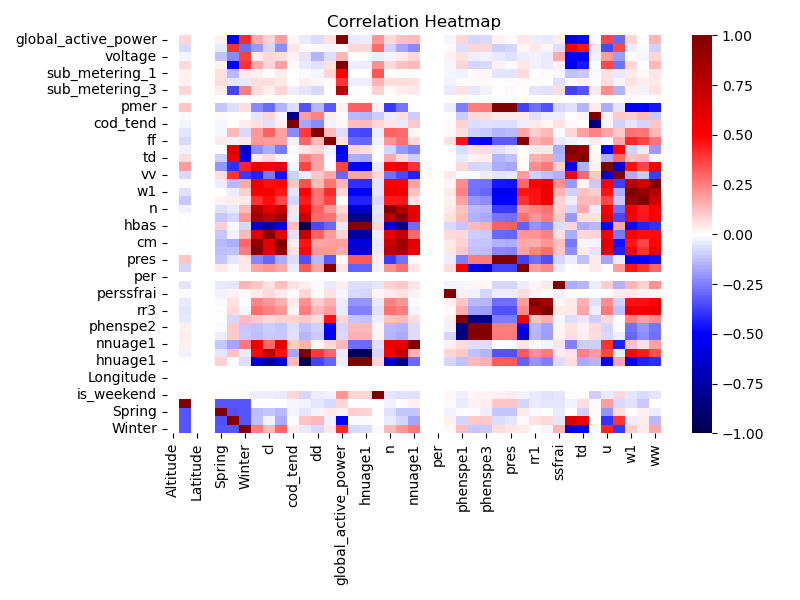 Correlation Heatmap
global_active_power
voltage
sub_metering_1
sub_metering_3
pmer
cod_tend
ff
td
vv
w1
n
hbas
cm
pres
per
perssfrai
rr3
phenspe2
nnuage1
hnuage1
Longitude
is_weekend
Spring
Winter
Altitude
Latitude
Spring
Winter
cl
cod_tend
dd
global_active_power
hnuage1
n
nnuage1
per
phenspe1
phenspe3
pres
rr1
ssfrai
td
u
w1
ww
1.00
0.75
0.50
0.25
0.00
−0.25
−0.50
−0.75
−1.00